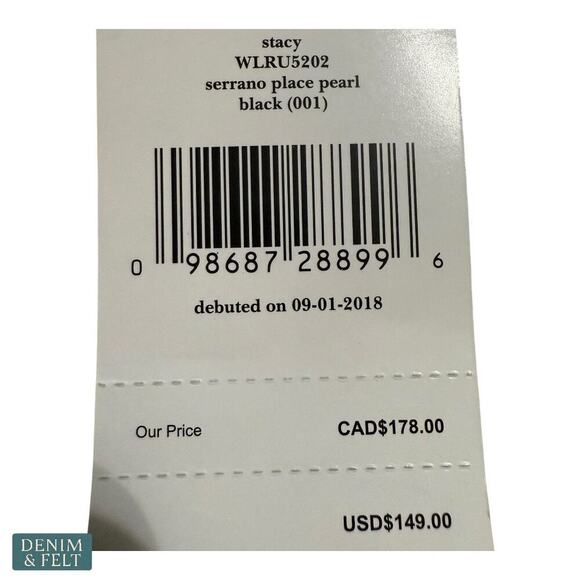 stacy
WLRU5202
serrano place pearl
black (001)
0 98687 28899 6
debuted on 09-01-2018
Our Price CAD$178.00
USD$149.00
DENIM
& FELT